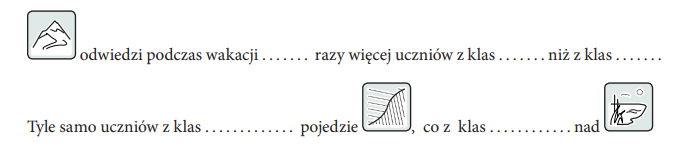 odwiedzi podczas wakacji ....... razy więcej uczniów z klas ....... niż z klas .......
Tyle samo uczniów z klas ............. pojedzie , co z klas ............ nad